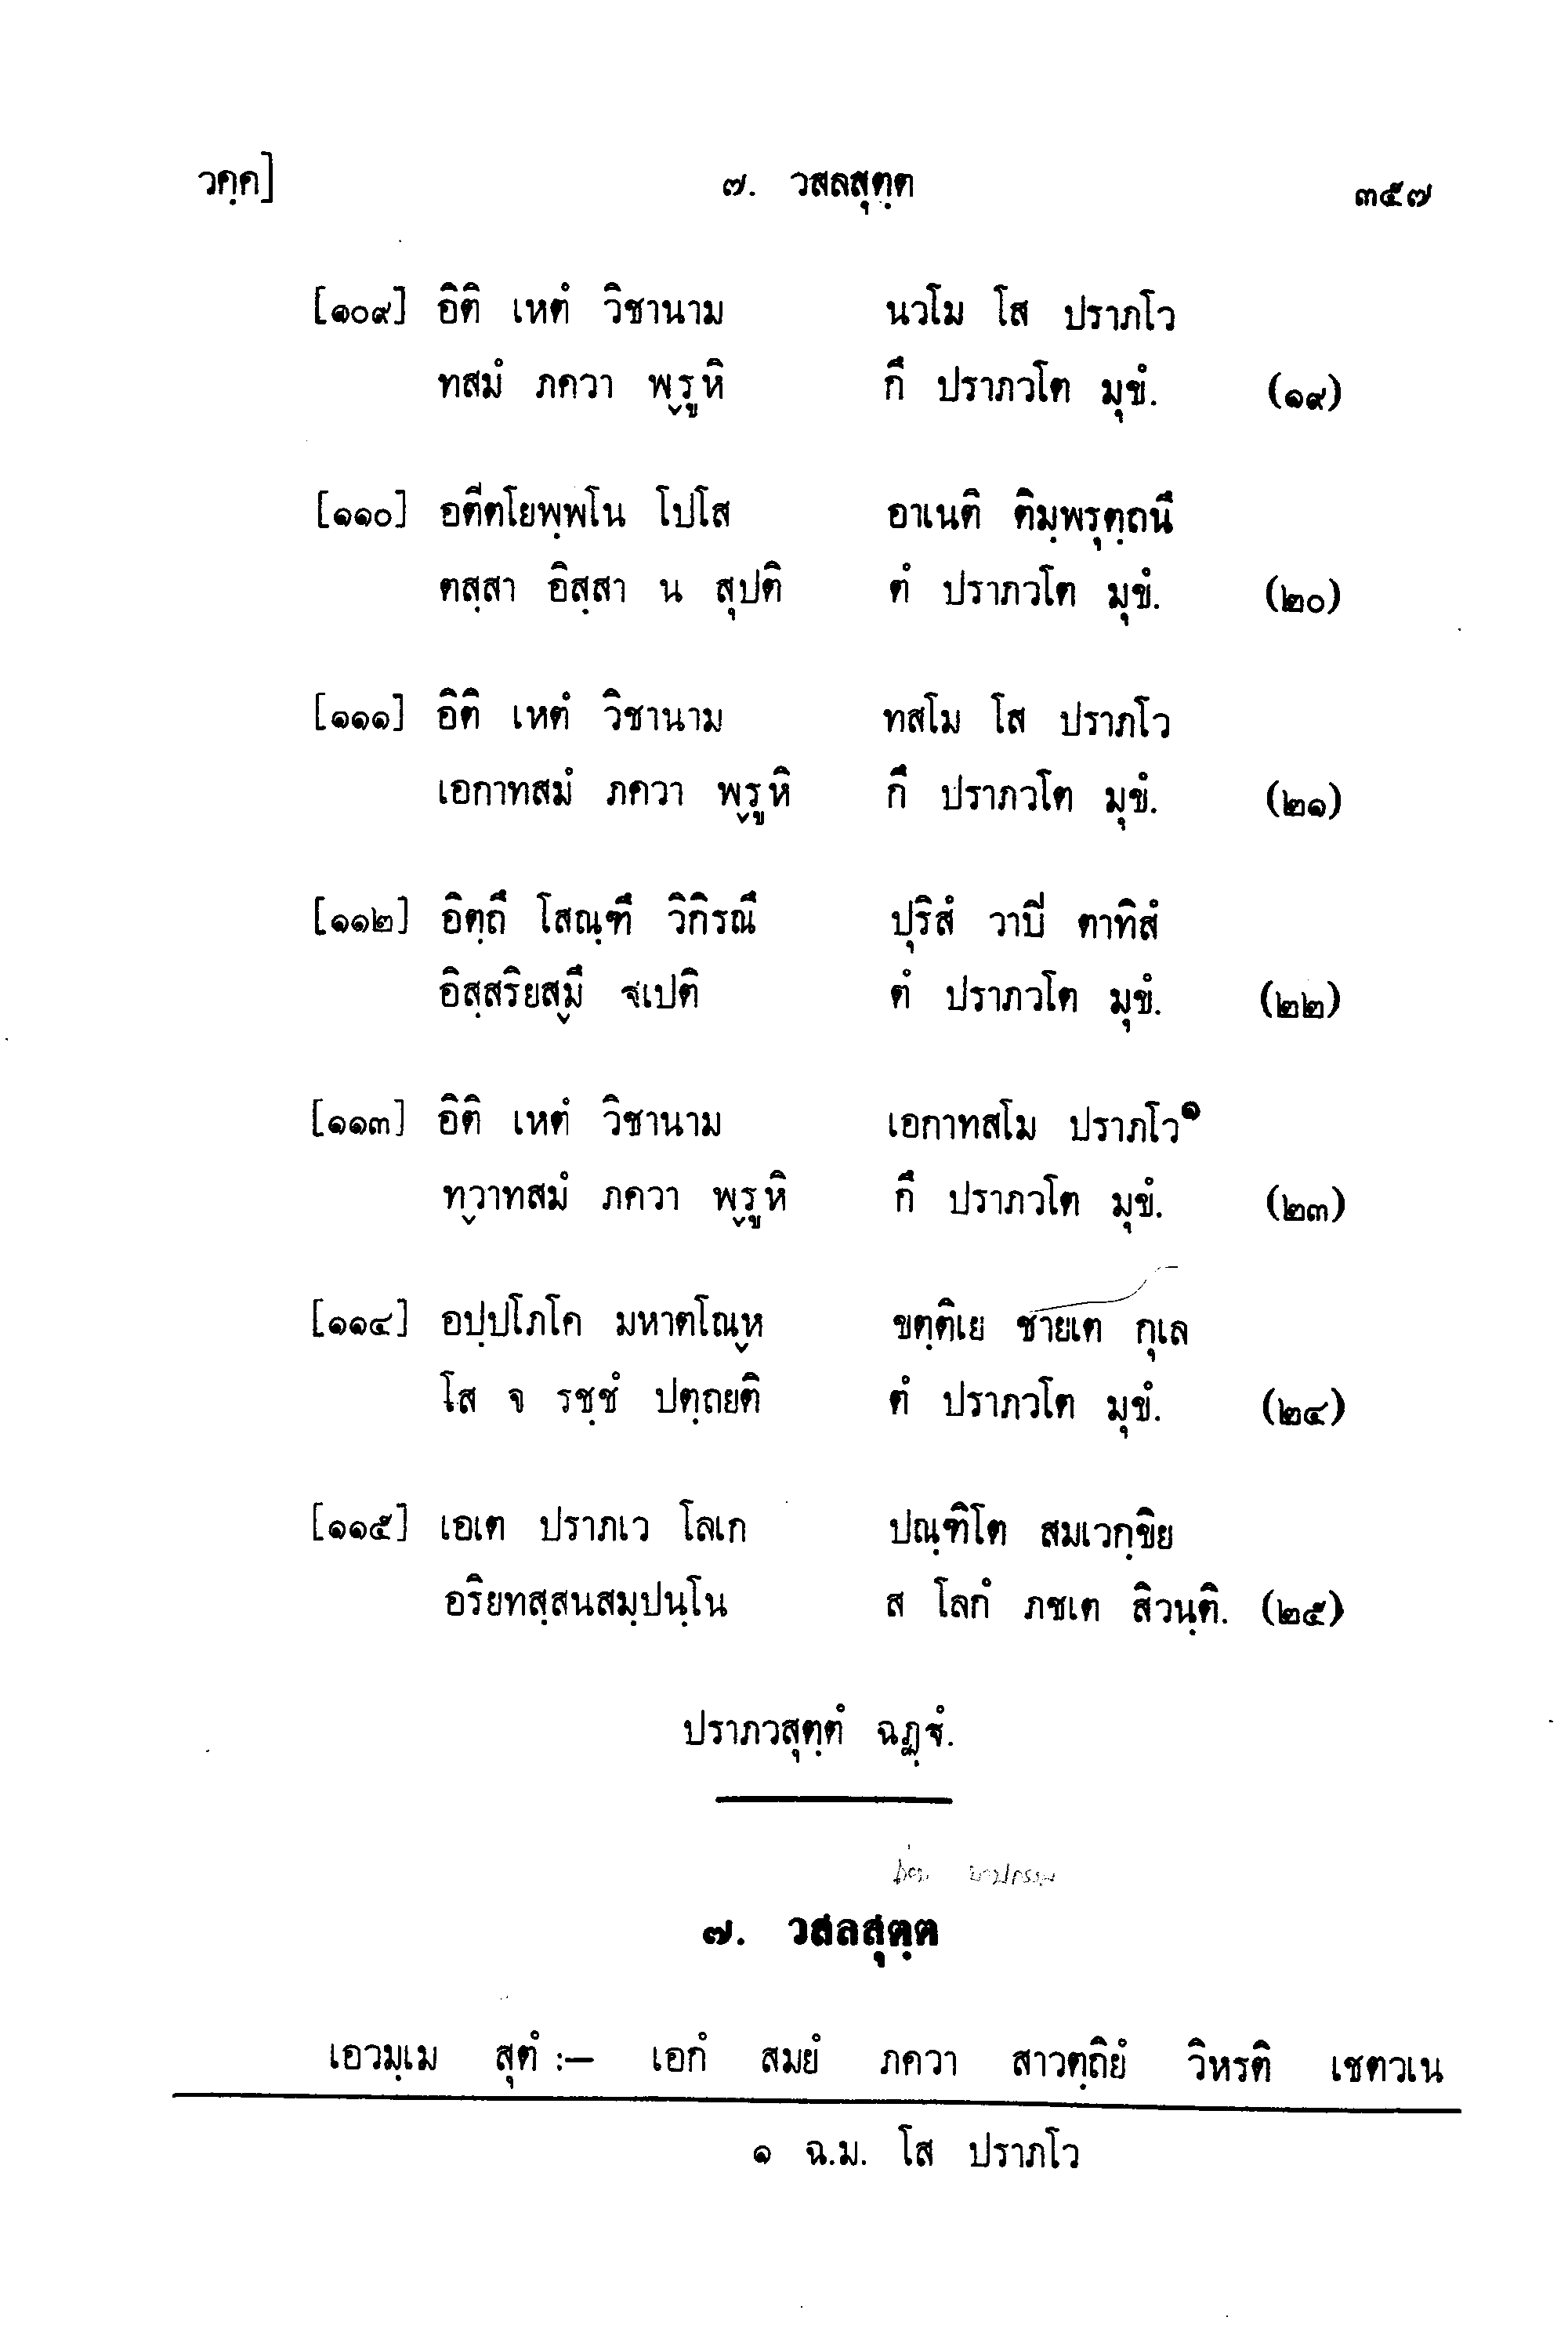 วคฺค] ๗. วสลสุตฺต ๓๕๗
[๑๐๙] อิติ เหตํ วิชานาม นวโม โส ปราภโว
ทสมํ ภควา พฺรูหิ กึ ปราภวโต มุขํ. (๑๙)
[๑๑๐] อตีตโยพฺพโน โปโส อาเนติ ติมฺพรุตฺถนึ
ตสฺสา อิสฺสา น สุปติ ตํ ปราภวโต มุขํ. (๒๐)
[๑๑๑] อิติ เหตํ วิชานาม ทสโม โส ปราภโว
เอกาทสมํ ภควา พฺรูหิ กึ ปราภวโต มุขํ. (๒๑)
[๑๑๒] อิตฺถึ โสณฺฑึ วิกิรณึ ปุริสํ วาปี ตาทิสํ
อิสฺสริยสฺมึ ฐเปติ ตํ ปราภวโต มุขํ. (๒๒)
[๑๑๓] อิติ เหตํ วิชานาม เอกาทสโม ปราภโว๑
ทฺวาทสมํ ภควา พฺรูหิ กึ ปราภวโต มุขํ. (๒๓)
[๑๑๔] อปฺปโภโค มหาตโณฺห ขตฺติเย ชายเต กุเล
โส จ รชฺชํ ปตฺถยติ ตํ ปราภวโต มุขํ. (๒๔)
[๑๑๕] เอเต ปราภเว โลเก ปณฺฑิโต สมเวกฺขิย
อริยทสฺสนสมฺปนฺโน ส โลกํ ภชเต สิวนฺติ. (๒๕)
ปราภวสุตฺตํ ฉฏฺฐํ.
๗. วสลสุตฺต
เอวมฺเม สุตํ :— เอกํ สมยํ ภควา สาวตฺถิยํ วิหรติ เชตวเน
๑ ฉ.ม. โส ปราภโว